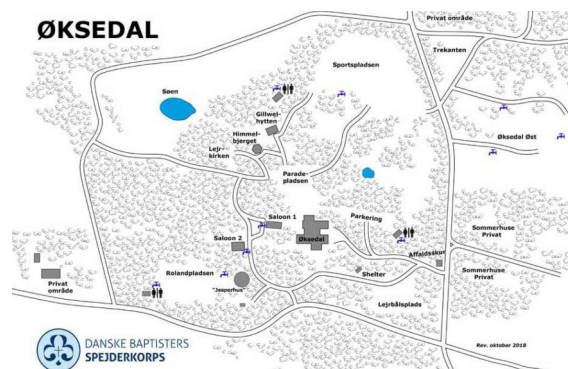 ØKSEDAL
Privat område
Trekanten
Sportspladsen
Søen
Gillwel-
hytten
Himmel-
bjerget
Lejr-
kirken
Øksedal Øst
Parade-
pladsen
Saloon 1
Parkering
Øksedal
Saloon 2
Sommerhuse
Privat
Affaldsskur
Rolandpladsen
Shelter
Sommerhuse
Privat
Privat
område
"Jesperhus"
Lejrbålsplads
DANSKE BAPTISTERS
SPEJDERKORPS
Rev. oktober 2018